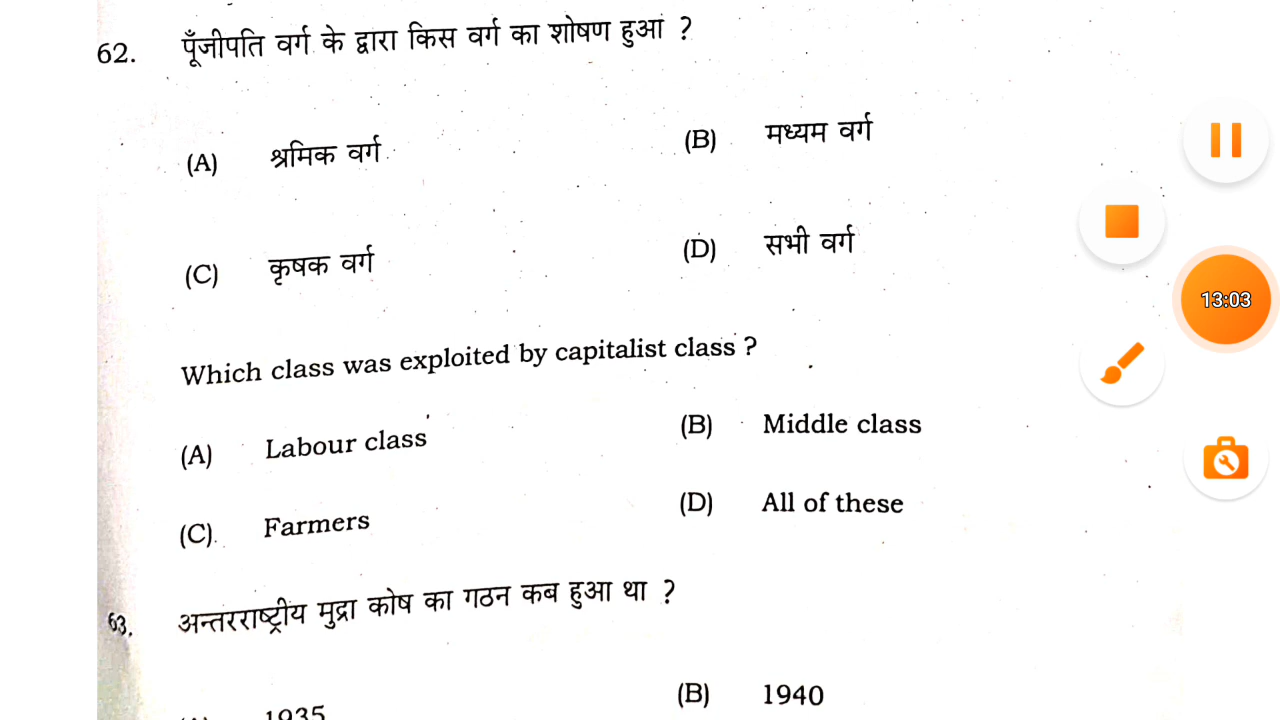 62. पूँजीपति वर्ग के द्वारा किस वर्ग का शोषण हुआ ?
(A) श्रमिक वर्ग (B) मध्यम वर्ग
(C) कृषक वर्ग (D) सभी वर्ग
Which class was exploited by capitalist class ?
(A) Labour class (B) Middle class
(C) Farmers (D) All of these
63. अन्तरराष्ट्रीय मुद्रा कोष का गठन कब हुआ था ?
1935 (B) 1940
13:03